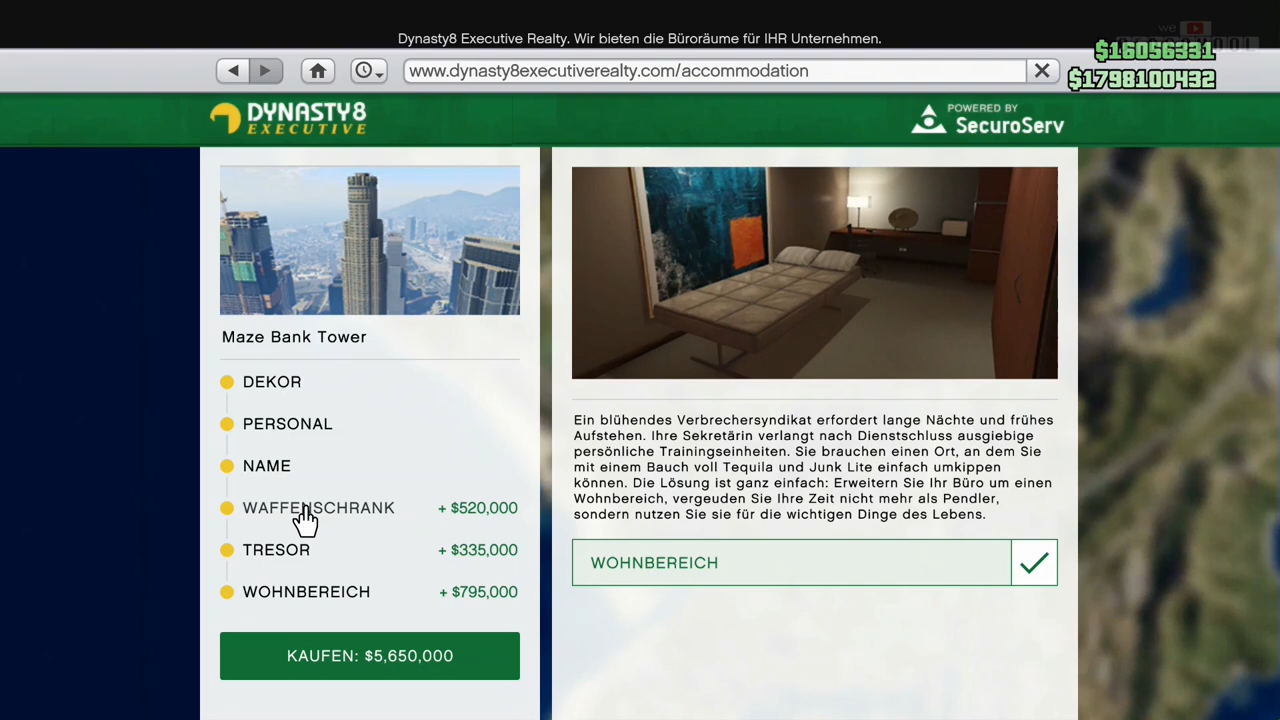 we
Dynasty8 Executive Realty. Wir bieten die Büroräume für IHR Unternehmen.
$16056331
www.dynasty8executiverealty.com/accommodation
$1798100432
DYNASTY8
EXECUTIVE
POWERED BY
SecuroServ
Maze Bank Tower
DEKOR
PERSONAL
NAME
WAFFENSCHRANK + $520,000
TRESOR + $335,000
WOHNBEREICH + $795,000
KAUFEN: $5,650,000
Ein blühendes Verbrechersyndikat erfordert lange Nächte und frühes
Aufstehen. Ihre Sekretärin verlangt nach Dienstschluss ausgiebige
persönliche Trainingseinheiten. Sie brauchen einen Ort, an dem Sie
mit einem Bauch voll Tequila und Junk Lite einfach umkippen
können. Die Lösung ist ganz einfach: Erweitern Sie Ihr Büro um einen
Wohnbereich, vergeuden Sie Ihre Zeit nicht mehr als Pendler,
sondern nutzen Sie sie für die wichtigen Dinge des Lebens.
WOHNBEREICH